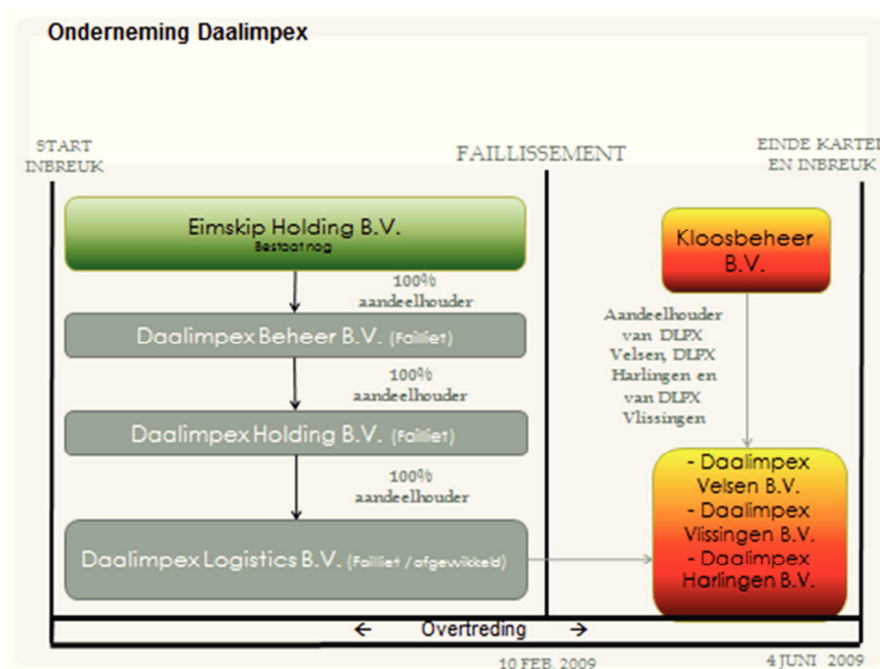 Onderneming Daalimpex
START
INBREUK
FAILLISSEMENT
EINDE KARTEL
EN INBREUK
Eimskip Holding B.V.
Bestaat nog
Kloosbeheer
B.V.
100%
aandeelhouder
Daalimpex Beheer B.V. (Failliet)
Aandeelhouder
van DLPX
Velsen, DLPX
Harlingen en
van DLPX
Vlissingen
100%
aandeelhouder
Daalimpex Holding B.V. (Failliet)
100%
aandeelhouder
- Daalimpex
Velsen B.V.
- Daalimpex
Vlissingen B.V.
- Daalimpex
Harlingen B.V.
Daalimpex Logistics B.V. (Failliet / afgewikkeld)
← Overtreding →
10 FEB. 2009
4 JUNI 2009